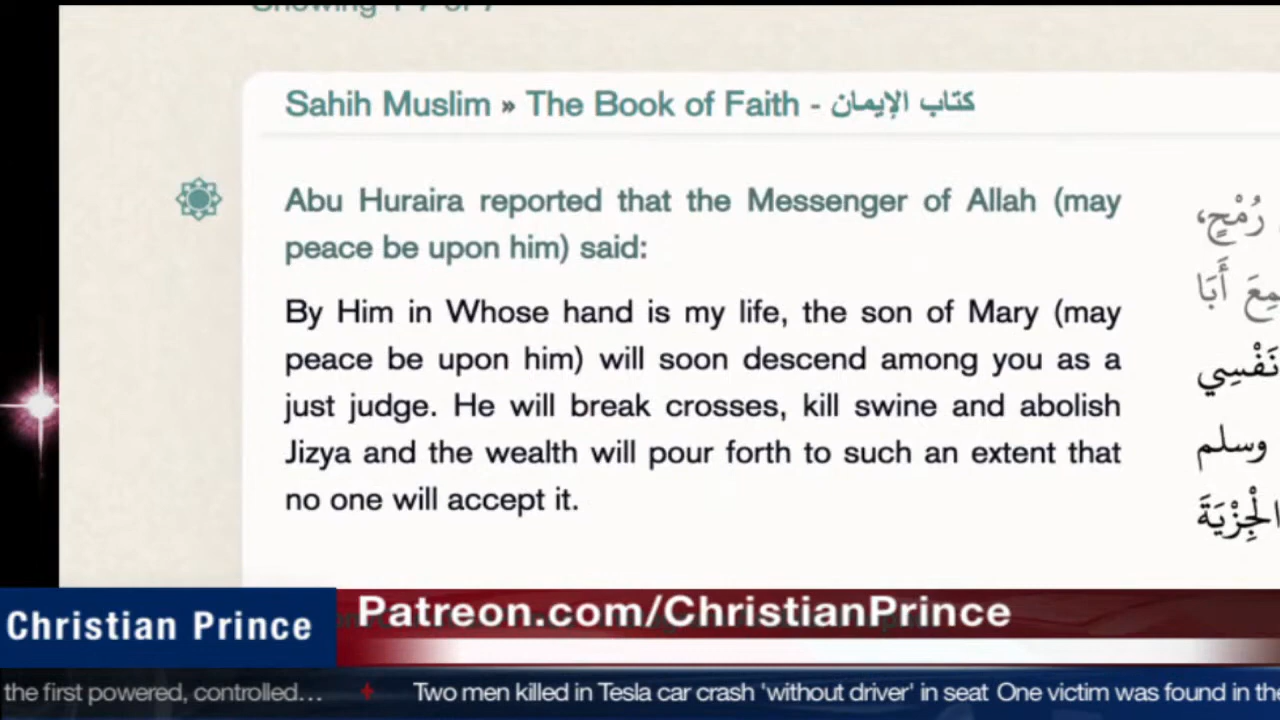 Showing 1-7 of 7
Sahih Muslim » The Book of Faith - كتاب الإيمان
Abu Huraira reported that the Messenger of Allah (may
peace be upon him) said:
By Him in Whose hand is my life, the son of Mary (may
peace be upon him) will soon descend among you as a
just judge. He will break crosses, kill swine and abolish
Jizya and the wealth will pour forth to such an extent that
no one will accept it.
رُمْحٍ،
أَبَا
نَفْسِي
وسلم
الْجِزْيَةَ
Christian Prince
Patreon.com/ChristianPrince
the first powered, controlled... Two men killed in Tesla car crash 'without driver' in seat One victim was found in the